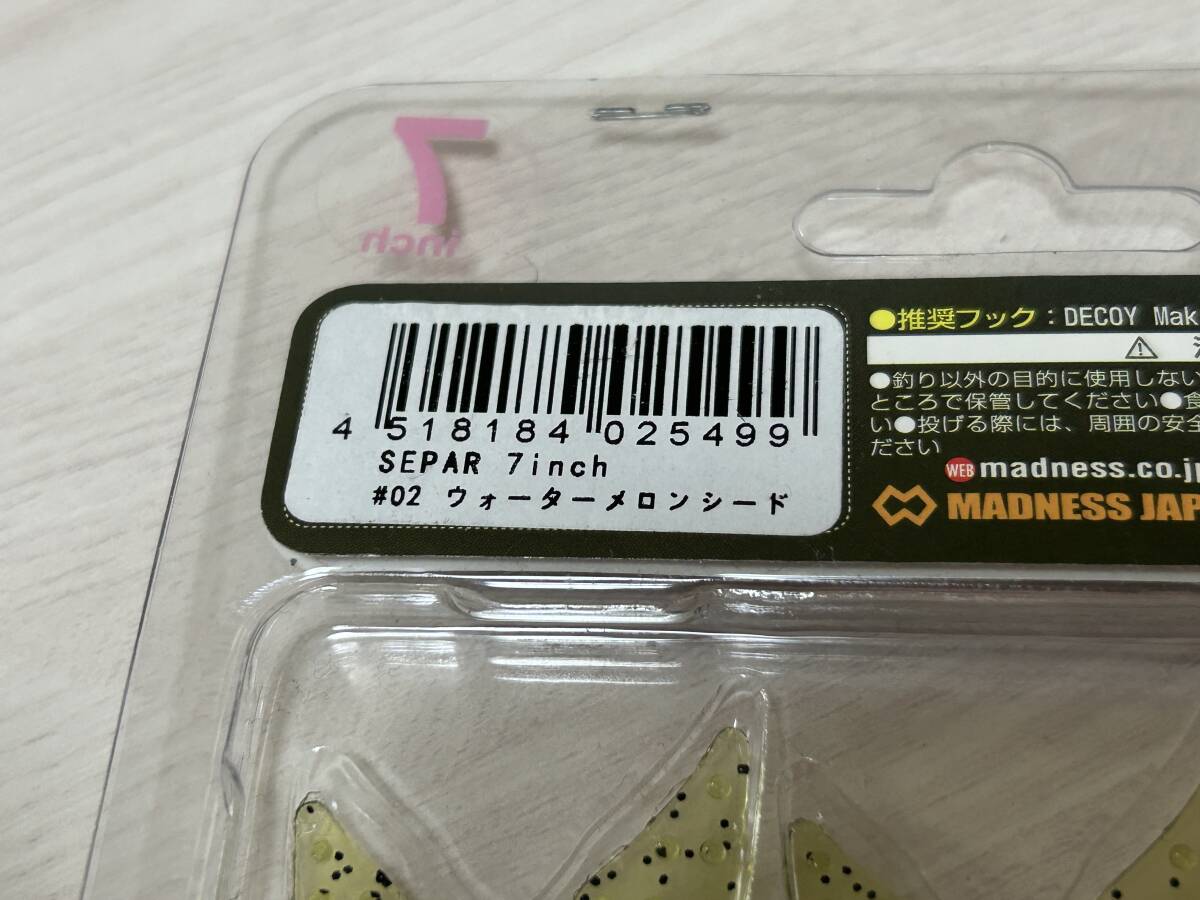 7
inch
4 518184 025499
SEPAR 7inch
#02 ウォーターメロンシード
●推奨フック：DECOY Mak
●釣り以外の目的に使用しない
ところで保管してください●食
い●投げる際には、周囲の安全
ださい
WEB madness.co.jp
MADNESS JAP